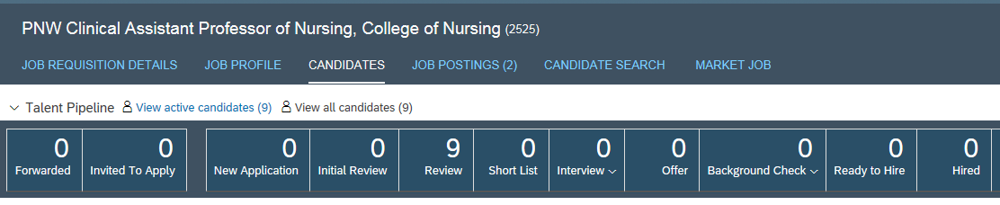 PNW Clinical Assistant Professor of Nursing, College of Nursing (2525)
JOB REQUISITION DETAILS JOB PROFILE CANDIDATES JOB POSTINGS (2) CANDIDATE SEARCH MARKET JOB
Talent Pipeline View active candidates (9) View all candidates (9)
0 0 0 0 9 0 0 0 0 0 0
Forwarded Invited To Apply New Application Initial Review Review Short List Interview Offer Background Check Ready to Hire Hired